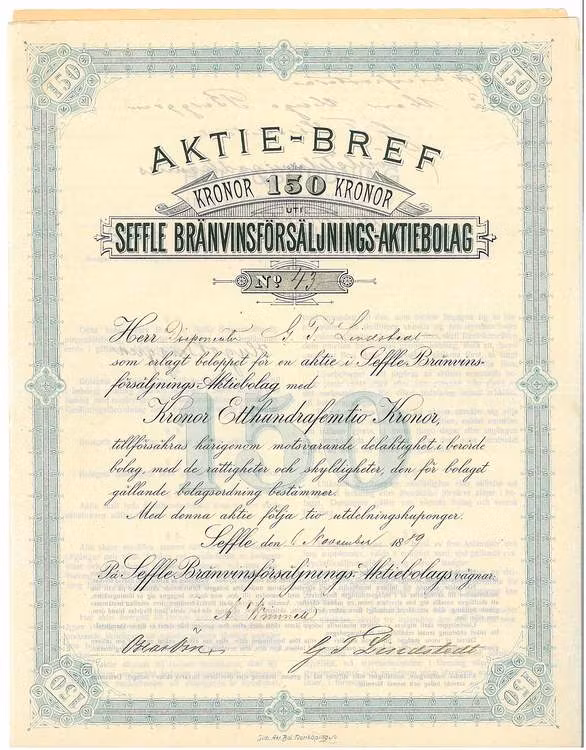 150 150
AKTIE-BREF
KRONOR 150 KRONOR
UTI
SEFFLE BRÄNVINSFÖRSÄLJNINGS-AKTIEBOLAG
No 43
Herr Disponente G. T. Lindstedt
som erlagt beloppet för en aktie i Seffle Bränvins-
försäljnings Aktiebolag med
Kronor Etthundrafemtio Kronor,
tillförsäkras härigenom motsvarande delaktighet i berörde
bolag, med de rättigheter och skyldigheter, den för bolaget
gällande bolagsordning bestämmer.
Med denna aktie följa tio utdelningskuponger.
Seffle den November 1889
På Seffle Bränvinsförsäljnings-Aktiebolags vägnar:
G T Lindstedt
150 150
150